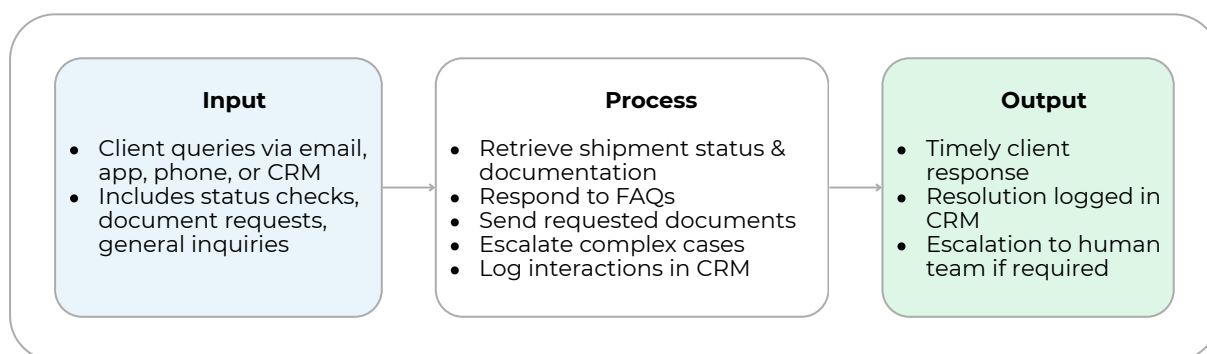 Input
• Client queries via email,
app, phone, or CRM
• Includes status checks,
document requests,
general inquiries
Process
• Retrieve shipment status &
documentation
• Respond to FAQs
• Send requested documents
• Escalate complex cases
• Log interactions in CRM
Output
• Timely client
response
• Resolution logged in
CRM
• Escalation to human
team if required